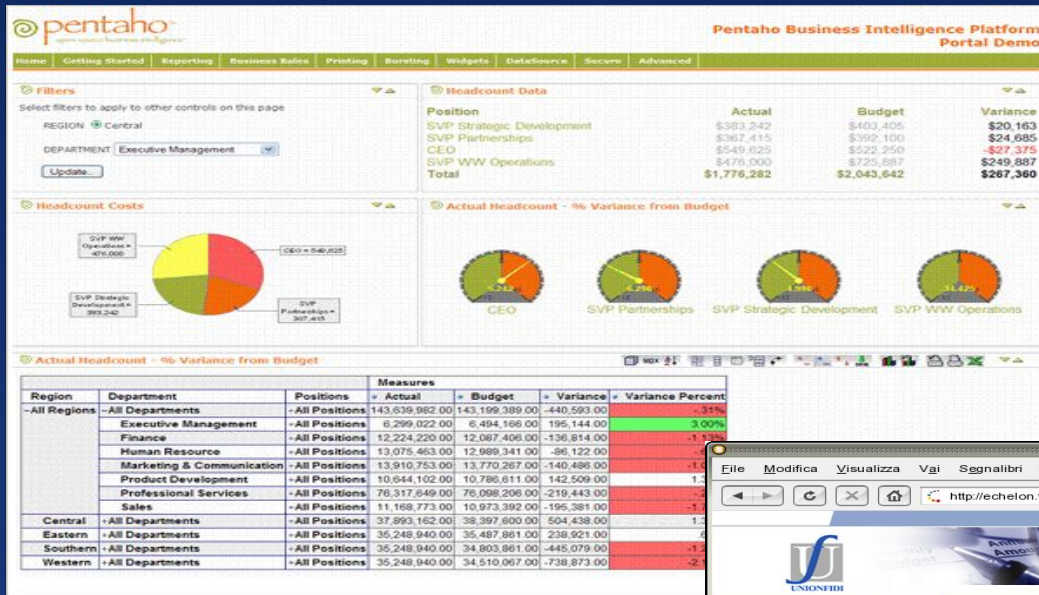 pentaho
open source business intelligence
Pentaho Business Intelligence Platform
Portal Demo
Home Getting Started Reporting Business Rules Printing Bursting Widgets DataSource Secure Advanced
Filters
Select filters to apply to other controls on this page
REGION Central
DEPARTMENT Executive Management
Update...
Headcount Data
Position Actual Budget Variance
SVP Strategic Development $383,242 $403,405 $20,163
SVP Partnerships $367,415 $392,100 $24,685
CEO $549,625 $522,250 -$27,375
SVP WW Operations $476,000 $725,887 $249,887
Total $1,776,282 $2,043,642 $267,360
Headcount Costs
SVP WW Operations = 476,000
CEO = 549,625
SVP Strategic Development = 383,242
SVP Partnerships = 367,415
Actual Headcount - % Variance from Budget
CEO SVP Partnerships SVP Strategic Development SVP WW Operations
Actual Headcount - % Variance from Budget
Measures
Region Department Positions Actual Budget Variance Variance Percent
-All Regions -All Departments +All Positions 143,639,982.00 143,199,389.00 -440,593.00 -.31%
Executive Management +All Positions 6,299,022.00 6,494,166.00 195,144.00 3.00%
Finance +All Positions 12,224,220.00 12,087,406.00 -136,814.00 -1.13%
Human Resource +All Positions 13,075,463.00 12,989,341.00 -86,122.00
Marketing & Communication +All Positions 13,910,753.00 13,770,267.00 -140,486.00 -1.0
Product Development +All Positions 10,644,102.00 10,786,611.00 142,509.00 1.3
Professional Services +All Positions 76,317,649.00 76,098,206.00 -219,443.00
Sales +All Positions 11,168,773.00 10,973,392.00 -195,381.00 -1.7
Central +All Departments +All Positions 37,893,162.00 38,397,600.00 504,438.00 1.3
Eastern +All Departments +All Positions 35,248,940.00 35,487,861.00 238,921.00
Southern +All Departments +All Positions 35,248,940.00 34,803,861.00 -445,079.00 -1.2
Western +All Departments +All Positions 35,248,940.00 34,510,067.00 -738,873.00 -2.1
File Modifica Visualizza Vai Segnalibri
http://echelon.
UNIONFIDI